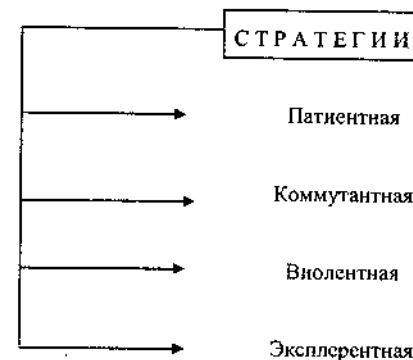 СТРАТЕГИИ
Патиентная
Коммутантная
Виолентная
Эксплерентная